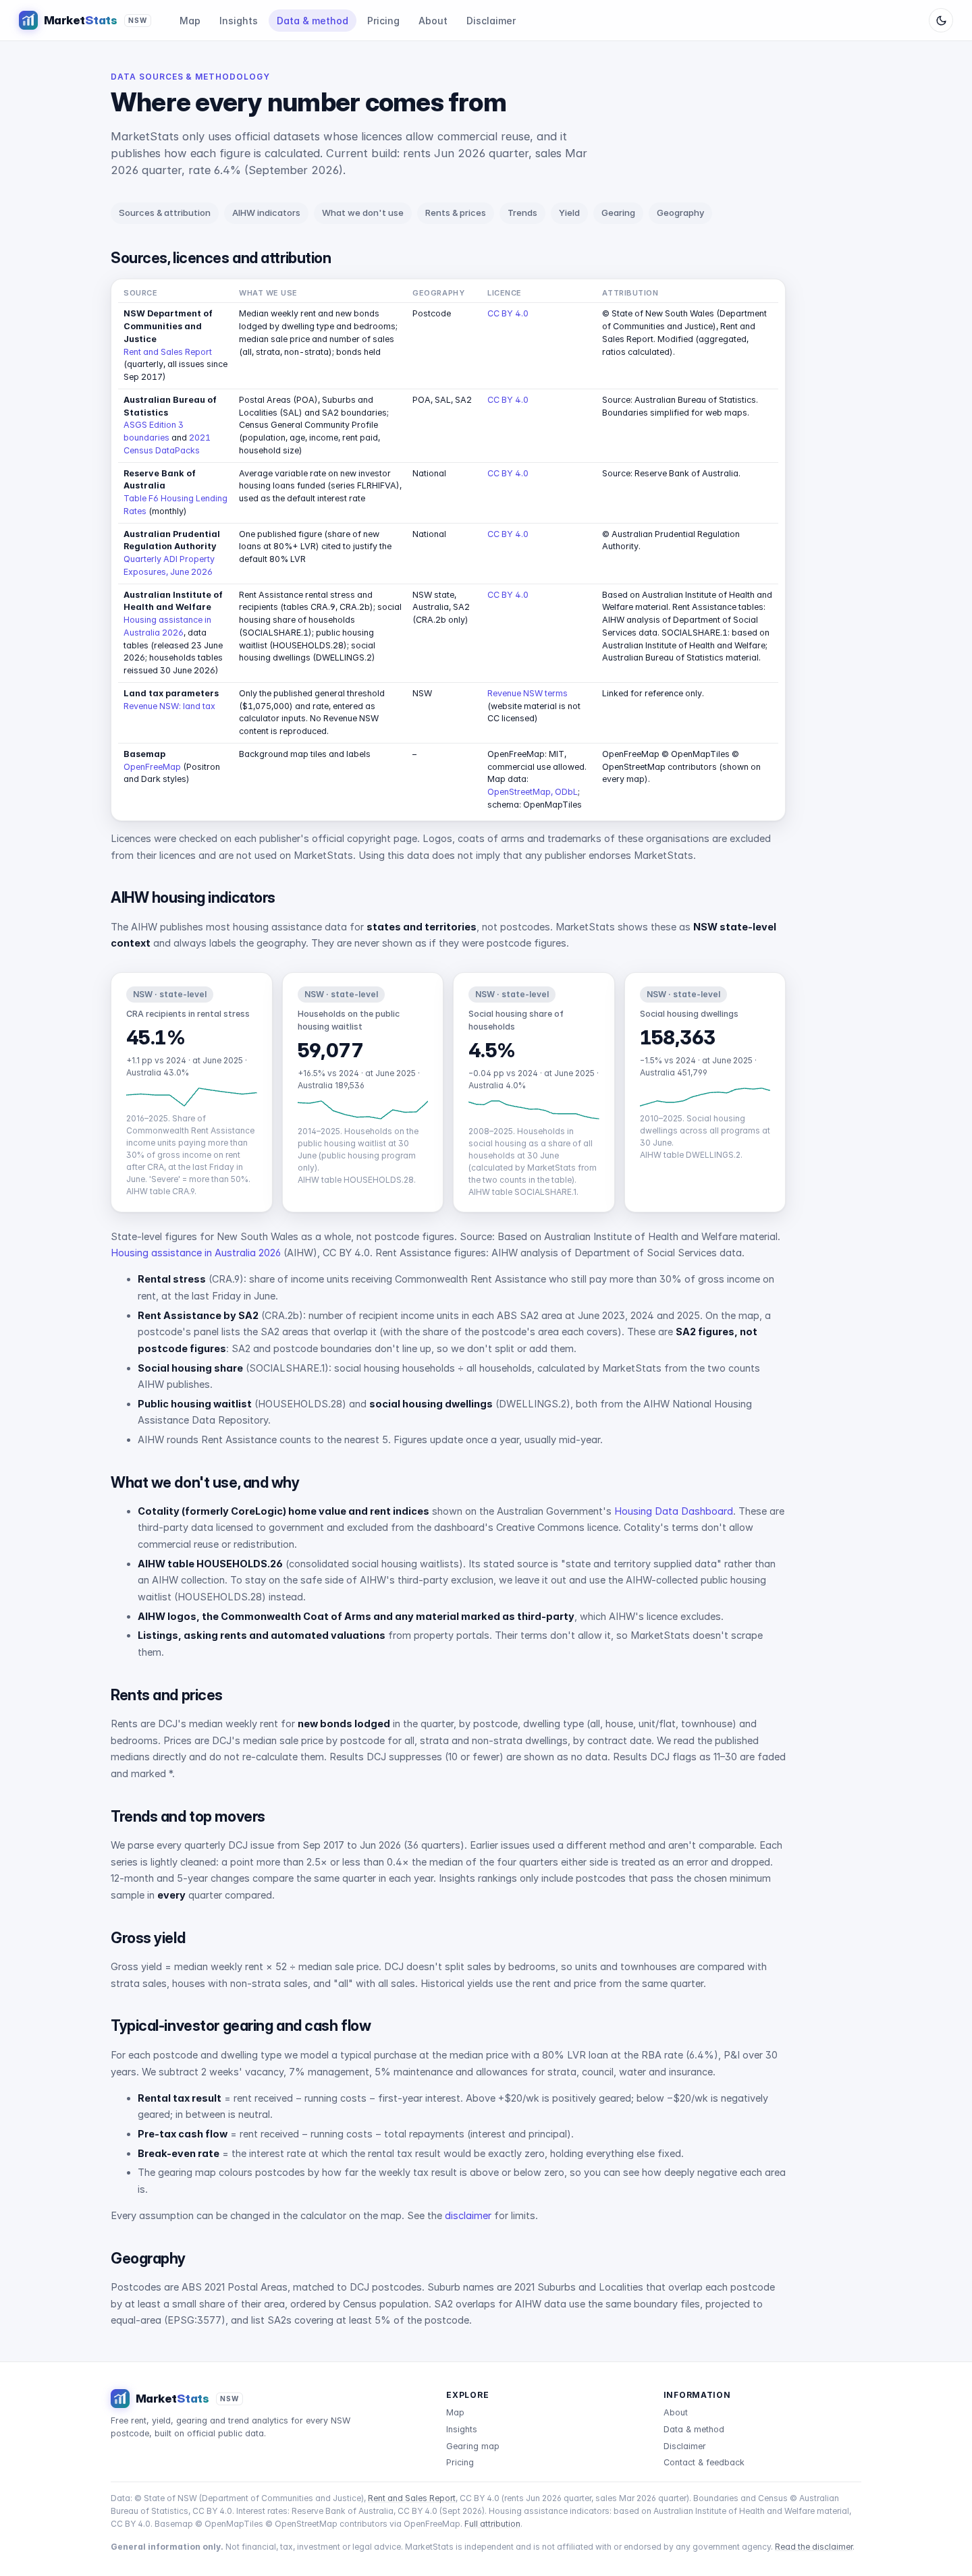 MarketStats NSW Map Insights Data & method Pricing About Disclaimer
DATA SOURCES & METHODOLOGY
Where every number comes from
MarketStats only uses official datasets whose licences allow commercial reuse, and it
publishes how each figure is calculated. Current build: rents Jun 2026 quarter, sales Mar
2026 quarter, rate 6.4% (September 2026).
Sources & attribution AIHW indicators What we don't use Rents & prices Trends Yield Gearing Geography
Sources, licences and attribution
SOURCE WHAT WE USE GEOGRAPHY LICENCE ATTRIBUTION
NSW Department of
Communities and
Justice
Rent and Sales Report
(quarterly, all issues since
Sep 2017)
Median weekly rent and new bonds
lodged by dwelling type and bedrooms;
median sale price and number of sales
(all, strata, non-strata); bonds held
Postcode
CC BY 4.0
© State of New South Wales (Department
of Communities and Justice), Rent and
Sales Report. Modified (aggregated,
ratios calculated).
Australian Bureau of
Statistics
ASGS Edition 3
boundaries and 2021
Census DataPacks
Postal Areas (POA), Suburbs and
Localities (SAL) and SA2 boundaries;
Census General Community Profile
(population, age, income, rent paid,
household size)
POA, SAL, SA2
CC BY 4.0
Source: Australian Bureau of Statistics.
Boundaries simplified for web maps.
Reserve Bank of
Australia
Table F6 Housing Lending
Rates (monthly)
Average variable rate on new investor
housing loans funded (series FLRHIFVA),
used as the default interest rate
National
CC BY 4.0
Source: Reserve Bank of Australia.
Australian Prudential
Regulation Authority
Quarterly ADI Property
Exposures, June 2026
One published figure (share of new
loans at 80%+ LVR) cited to justify the
default 80% LVR
National
CC BY 4.0
© Australian Prudential Regulation
Authority.
Australian Institute of
Health and Welfare
Housing assistance in
Australia 2026, data
tables (released 23 June
2026; households tables
reissued 30 June 2026)
Rent Assistance rental stress and
recipients (tables CRA.9, CRA.2b); social
housing share of households
(SOCIALSHARE.1); public housing
waitlist (HOUSEHOLDS.28); social
housing dwellings (DWELLINGS.2)
NSW state,
Australia, SA2
(CRA.2b only)
CC BY 4.0
Based on Australian Institute of Health and
Welfare material. Rent Assistance tables:
AIHW analysis of Department of Social
Services data. SOCIALSHARE.1: based on
Australian Institute of Health and Welfare;
Australian Bureau of Statistics material.
Land tax parameters
Revenue NSW: land tax
Only the published general threshold
($1,075,000) and rate, entered as
calculator inputs. No Revenue NSW
content is reproduced.
NSW
Revenue NSW terms
(website material is not
CC licensed)
Linked for reference only.
Basemap
OpenFreeMap (Positron
and Dark styles)
Background map tiles and labels
–
OpenFreeMap: MIT,
commercial use allowed.
Map data:
OpenStreetMap, ODbL;
schema: OpenMapTiles
OpenFreeMap © OpenMapTiles ©
OpenStreetMap contributors (shown on
every map).
Licences were checked on each publisher's official copyright page. Logos, coats of arms and trademarks of these organisations are excluded
from their licences and are not used on MarketStats. Using this data does not imply that any publisher endorses MarketStats.
AIHW housing indicators
The AIHW publishes most housing assistance data for states and territories, not postcodes. MarketStats shows these as NSW state-level
context and always labels the geography. They are never shown as if they were postcode figures.
NSW · state-level
CRA recipients in rental stress
45.1%
+1.1 pp vs 2024 · at June 2025 ·
Australia 43.0%
2016–2025. Share of
Commonwealth Rent Assistance
income units paying more than
30% of gross income on rent
after CRA, at the last Friday in
June. 'Severe' = more than 50%.
AIHW table CRA.9.
NSW · state-level
Households on the public
housing waitlist
59,077
+16.5% vs 2024 · at June 2025 ·
Australia 189,536
2014–2025. Households on the
public housing waitlist at 30
June (public housing program
only).
AIHW table HOUSEHOLDS.28.
NSW · state-level
Social housing share of
households
4.5%
−0.04 pp vs 2024 · at June 2025 ·
Australia 4.0%
2008–2025. Households in
social housing as a share of all
households at 30 June
(calculated by MarketStats from
the two counts in the table).
AIHW table SOCIALSHARE.1.
NSW · state-level
Social housing dwellings
158,363
−1.5% vs 2024 · at June 2025 ·
Australia 451,799
2010–2025. Social housing
dwellings across all programs at
30 June.
AIHW table DWELLINGS.2.
State-level figures for New South Wales as a whole, not postcode figures. Source: Based on Australian Institute of Health and Welfare material.
Housing assistance in Australia 2026 (AIHW), CC BY 4.0. Rent Assistance figures: AIHW analysis of Department of Social Services data.
• Rental stress (CRA.9): share of income units receiving Commonwealth Rent Assistance who still pay more than 30% of gross income on
rent, at the last Friday in June.
• Rent Assistance by SA2 (CRA.2b): number of recipient income units in each ABS SA2 area at June 2023, 2024 and 2025. On the map, a
postcode's panel lists the SA2 areas that overlap it (with the share of the postcode's area each covers). These are SA2 figures, not
postcode figures: SA2 and postcode boundaries don't line up, so we don't split or add them.
• Social housing share (SOCIALSHARE.1): social housing households ÷ all households, calculated by MarketStats from the two counts
AIHW publishes.
• Public housing waitlist (HOUSEHOLDS.28) and social housing dwellings (DWELLINGS.2), both from the AIHW National Housing
Assistance Data Repository.
• AIHW rounds Rent Assistance counts to the nearest 5. Figures update once a year, usually mid-year.
What we don't use, and why
• Cotality (formerly CoreLogic) home value and rent indices shown on the Australian Government's Housing Data Dashboard. These are
third-party data licensed to government and excluded from the dashboard's Creative Commons licence. Cotality's terms don't allow
commercial reuse or redistribution.
• AIHW table HOUSEHOLDS.26 (consolidated social housing waitlists). Its stated source is "state and territory supplied data" rather than
an AIHW collection. To stay on the safe side of AIHW's third-party exclusion, we leave it out and use the AIHW-collected public housing
waitlist (HOUSEHOLDS.28) instead.
• AIHW logos, the Commonwealth Coat of Arms and any material marked as third-party, which AIHW's licence excludes.
• Listings, asking rents and automated valuations from property portals. Their terms don't allow it, so MarketStats doesn't scrape
them.
Rents and prices
Rents are DCJ's median weekly rent for new bonds lodged in the quarter, by postcode, dwelling type (all, house, unit/flat, townhouse) and
bedrooms. Prices are DCJ's median sale price by postcode for all, strata and non-strata dwellings, by contract date. We read the published
medians directly and do not re-calculate them. Results DCJ suppresses (10 or fewer) are shown as no data. Results DCJ flags as 11–30 are faded
and marked *.
Trends and top movers
We parse every quarterly DCJ issue from Sep 2017 to Jun 2026 (36 quarters). Earlier issues used a different method and aren't comparable. Each
series is lightly cleaned: a point more than 2.5× or less than 0.4× the median of the four quarters either side is treated as an error and dropped.
12-month and 5-year changes compare the same quarter in each year. Insights rankings only include postcodes that pass the chosen minimum
sample in every quarter compared.
Gross yield
Gross yield = median weekly rent × 52 ÷ median sale price. DCJ doesn't split sales by bedrooms, so units and townhouses are compared with
strata sales, houses with non-strata sales, and "all" with all sales. Historical yields use the rent and price from the same quarter.
Typical-investor gearing and cash flow
For each postcode and dwelling type we model a typical purchase at the median price with a 80% LVR loan at the RBA rate (6.4%), P&I over 30
years. We subtract 2 weeks' vacancy, 7% management, 5% maintenance and allowances for strata, council, water and insurance.
• Rental tax result = rent received − running costs − first-year interest. Above +$20/wk is positively geared; below −$20/wk is negatively
geared; in between is neutral.
• Pre-tax cash flow = rent received − running costs − total repayments (interest and principal).
• Break-even rate = the interest rate at which the rental tax result would be exactly zero, holding everything else fixed.
• The gearing map colours postcodes by how far the weekly tax result is above or below zero, so you can see how deeply negative each area
is.
Every assumption can be changed in the calculator on the map. See the disclaimer for limits.
Geography
Postcodes are ABS 2021 Postal Areas, matched to DCJ postcodes. Suburb names are 2021 Suburbs and Localities that overlap each postcode
by at least a small share of their area, ordered by Census population. SA2 overlaps for AIHW data use the same boundary files, projected to
equal-area (EPSG:3577), and list SA2s covering at least 5% of the postcode.
MarketStats NSW
Free rent, yield, gearing and trend analytics for every NSW
postcode, built on official public data.
EXPLORE
Map
Insights
Gearing map
Pricing
INFORMATION
About
Data & method
Disclaimer
Contact & feedback
Data: © State of NSW (Department of Communities and Justice), Rent and Sales Report, CC BY 4.0 (rents Jun 2026 quarter, sales Mar 2026 quarter). Boundaries and Census © Australian
Bureau of Statistics, CC BY 4.0. Interest rates: Reserve Bank of Australia, CC BY 4.0 (Sept 2026). Housing assistance indicators: based on Australian Institute of Health and Welfare material,
CC BY 4.0. Basemap © OpenMapTiles © OpenStreetMap contributors via OpenFreeMap. Full attribution.
General information only. Not financial, tax, investment or legal advice. MarketStats is independent and is not affiliated with or endorsed by any government agency. Read the disclaimer.